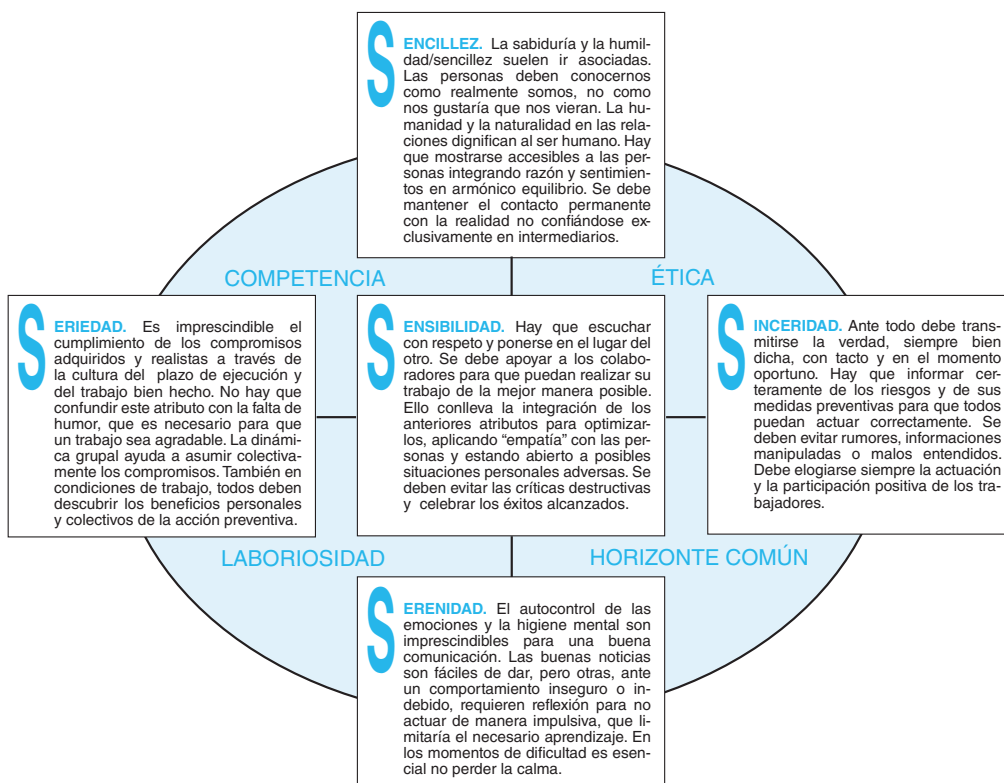 SENCILLEZ. La sabiduría y la humil-
dad/sencillez suelen ir asociadas.
Las personas deben conocernos
como realmente somos, no como
nos gustaría que nos vieran. La hu-
manidad y la naturalidad en las rela-
ciones dignifican al ser humano. Hay
que mostrarse accesibles a las per-
sonas integrando razón y sentimien-
tos en armónico equilibrio. Se debe
mantener el contacto permanente
con la realidad no confiándose ex-
clusivamente en intermediarios.
COMPETENCIA
ÉTICA
SERIEDAD. Es imprescindible el
cumplimiento de los compromisos
adquiridos y realistas a través de
la cultura del plazo de ejecución y
del trabajo bien hecho. No hay que
confundir este atributo con la falta de
humor, que es necesario para que
un trabajo sea agradable. La dinámi-
ca grupal ayuda a asumir colectiva-
mente los compromisos. También en
condiciones de trabajo, todos deben
descubrir los beneficios personales
y colectivos de la acción preventiva.
SENSIBILIDAD. Hay que escuchar
con respeto y ponerse en el lugar del
otro. Se debe apoyar a los colabo-
radores para que puedan realizar su
trabajo de la mejor manera posible.
Ello conlleva la integración de los
anteriores atributos para optimizar-
los, aplicando “empatía” con las per-
sonas y estando abierto a posibles
situaciones personales adversas. Se
deben evitar las críticas destructivas
y celebrar los éxitos alcanzados.
SINCERIDAD. Ante todo debe trans-
mitirse la verdad, siempre bien
dicha, con tacto y en el momento
oportuno. Hay que informar cer-
teramente de los riesgos y de sus
medidas preventivas para que todos
puedan actuar correctamente. Se
deben evitar rumores, informaciones
manipuladas o malos entendidos.
Debe elogiarse siempre la actuación
y la participación positiva de los tra-
bajadores.
LABORIOSIDAD
HORIZONTE COMÚN
SERENIDAD. El autocontrol de las
emociones y la higiene mental son
imprescindibles para una buena
comunicación. Las buenas noticias
son fáciles de dar, pero otras, ante
un comportamiento inseguro o in-
debido, requieren reflexión para no
actuar de manera impulsiva, que li-
mitaría el necesario aprendizaje. En
los momentos de dificultad es esen-
cial no perder la calma.